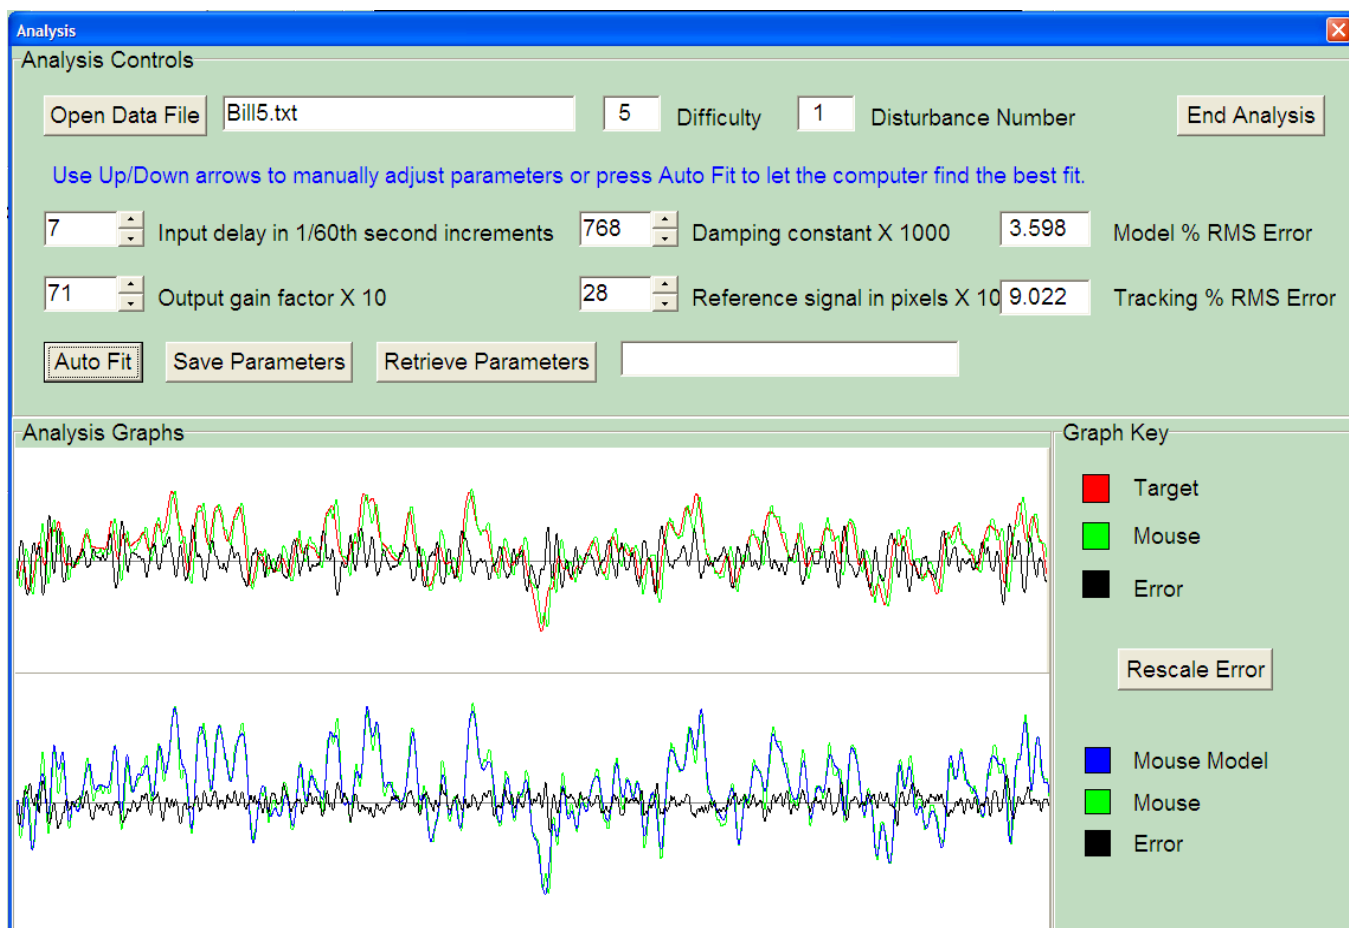 Analysis
Analysis Controls
Open Data File Bill5.txt 5 Difficulty 1 Disturbance Number End Analysis
Use Up/Down arrows to manually adjust parameters or press Auto Fit to let the computer find the best fit.
7 Input delay in 1/60th second increments 768 Damping constant X 1000 3.598 Model % RMS Error
71 Output gain factor X 10 28 Reference signal in pixels X 10 9.022 Tracking % RMS Error
Auto Fit Save Parameters Retrieve Parameters
Analysis Graphs
Graph Key
Target
Mouse
Error
Rescale Error
Mouse Model
Mouse
Error